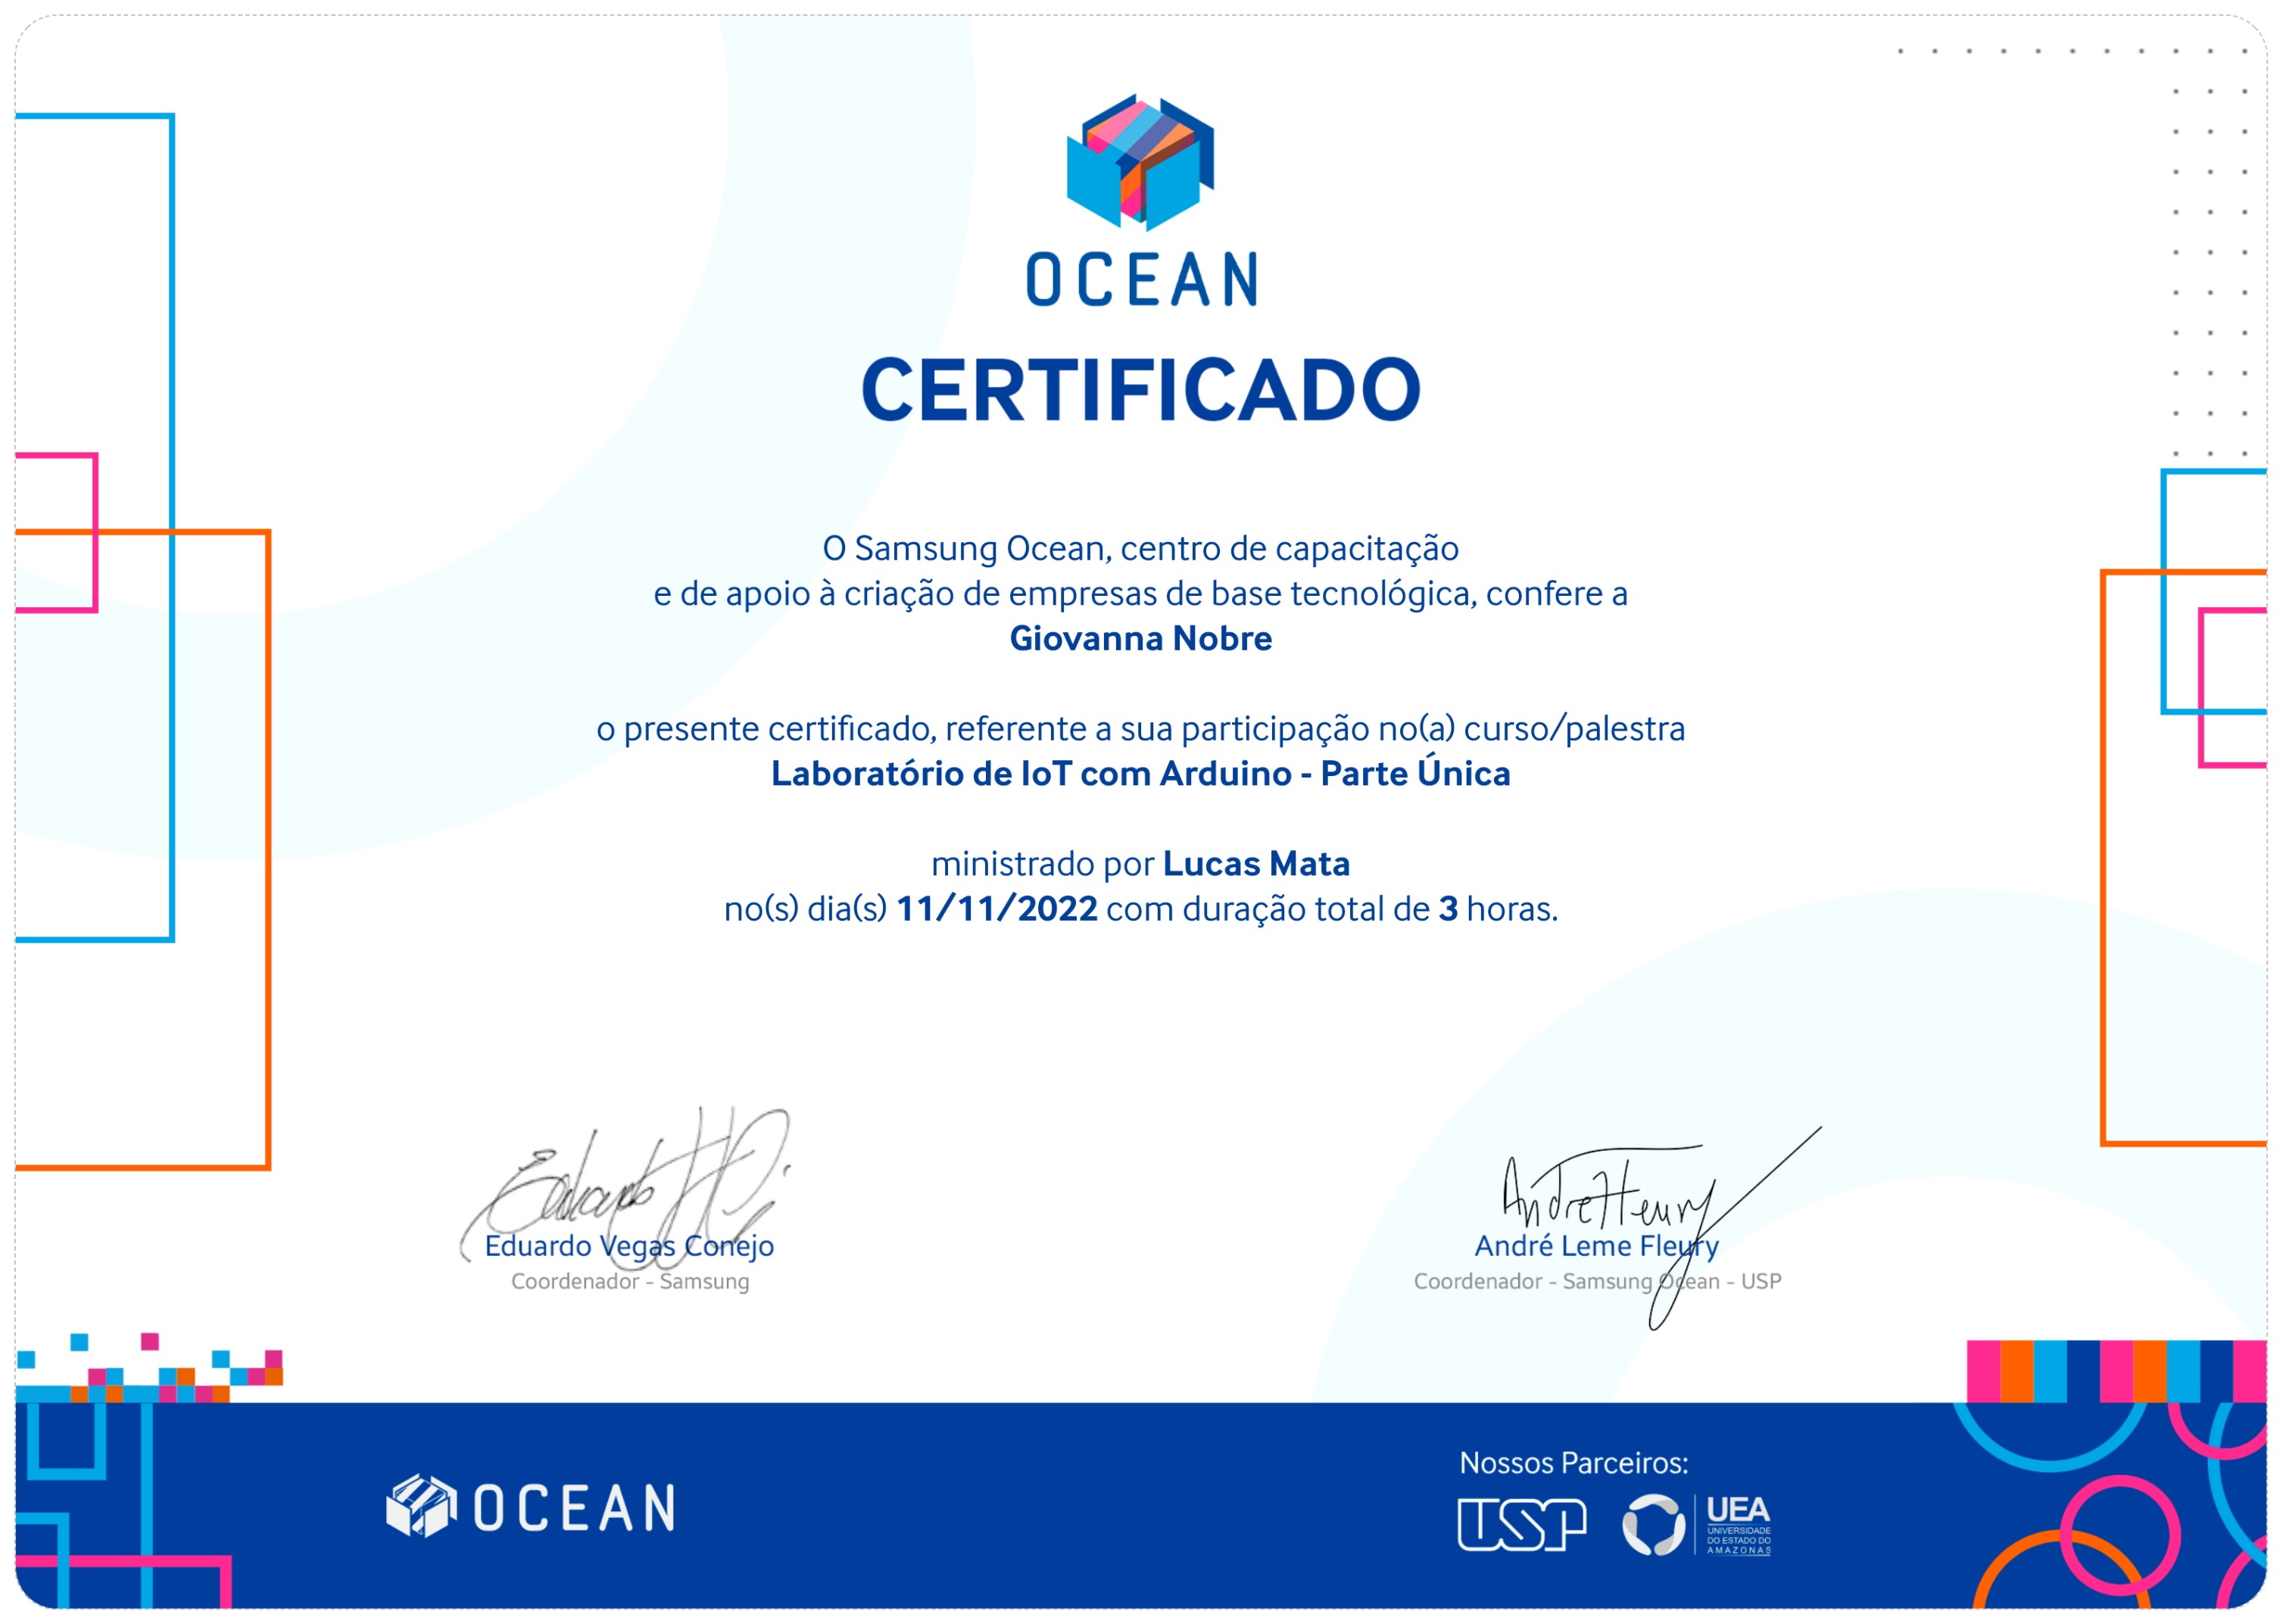 OCEAN
CERTIFICADO
O Samsung Ocean, centro de capacitação
e de apoio à criação de empresas de base tecnológica, confere a
Giovanna Nobre
o presente certificado, referente a sua participação no(a) curso/palestra
Laboratório de IoT com Arduino - Parte Única
ministrado por Lucas Mata
no(s) dia(s) 11/11/2022 com duração total de 3 horas.
Eduardo Vegas Conejo
Coordenador - Samsung
André Leme Fleury
Coordenador - Samsung Ocean - USP
OCEAN
Nossos Parceiros:
USP
UEA
UNIVERSIDADE
DO ESTADO DO
AMAZONAS